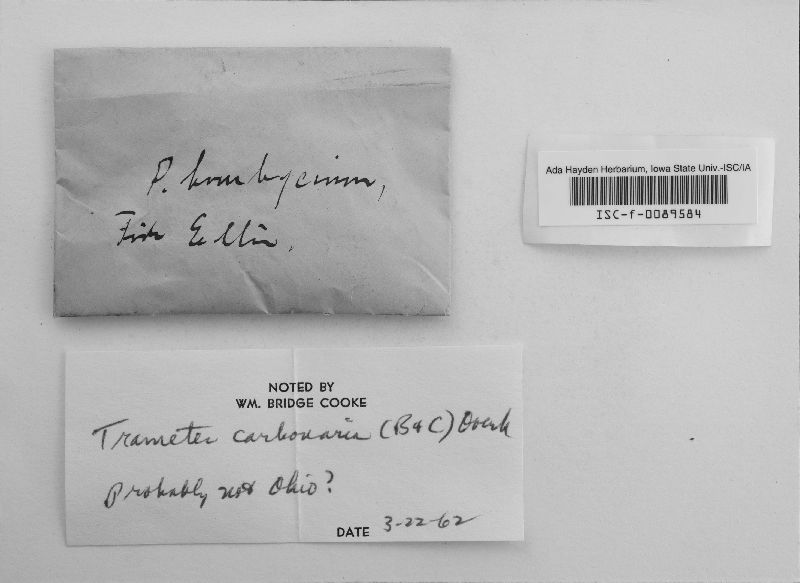 P. bombycinum,
Fide Ellis.
Ada Hayden Herbarium, Iowa State Univ.-ISC/IA
ISC-f-0089584
NOTED BY
WM. BRIDGE COOKE
Trametes carbonaria (B & C) Overh
Probably not Ohio?
DATE 3-22-62